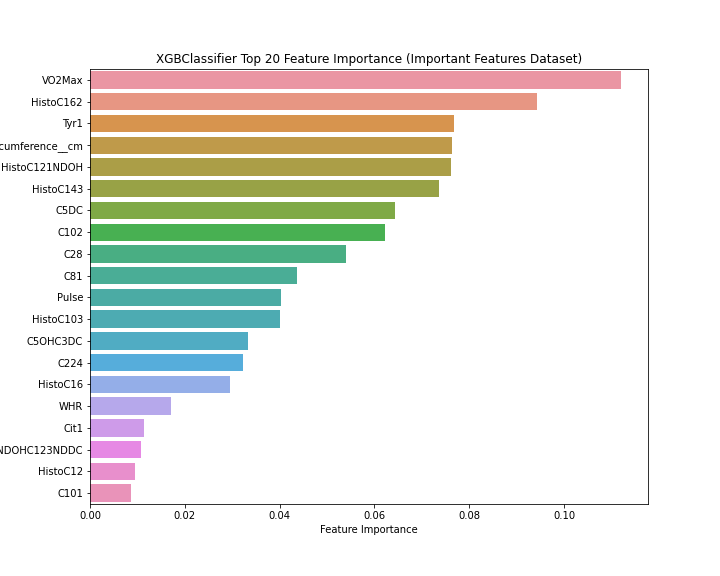 XGBClassifier Top 20 Feature Importance (Important Features Dataset)
VO2Max
HistoC162
Tyr1
cumference__cm
HistoC121NDOH
HistoC143
C5DC
C102
C28
C81
Pulse
HistoC103
C5OHC3DC
C224
HistoC16
WHR
Cit1
NDOHC123NDDC
HistoC12
C101
0.00 0.02 0.04 0.06 0.08 0.10
Feature Importance